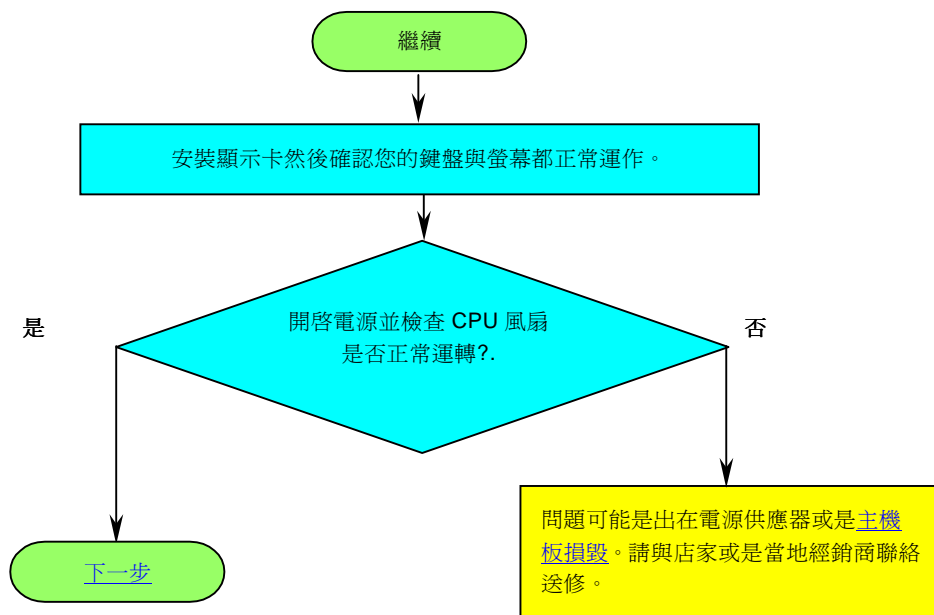 繼續
安裝顯示卡然後確認您的鍵盤與螢幕都正常運作。
開啓電源並檢查 CPU 風扇
是否正常運轉?.
是
否
問題可能是出在電源供應器或是主機
板損毀。請與店家或是當地經銷商聯絡
送修。
下一步